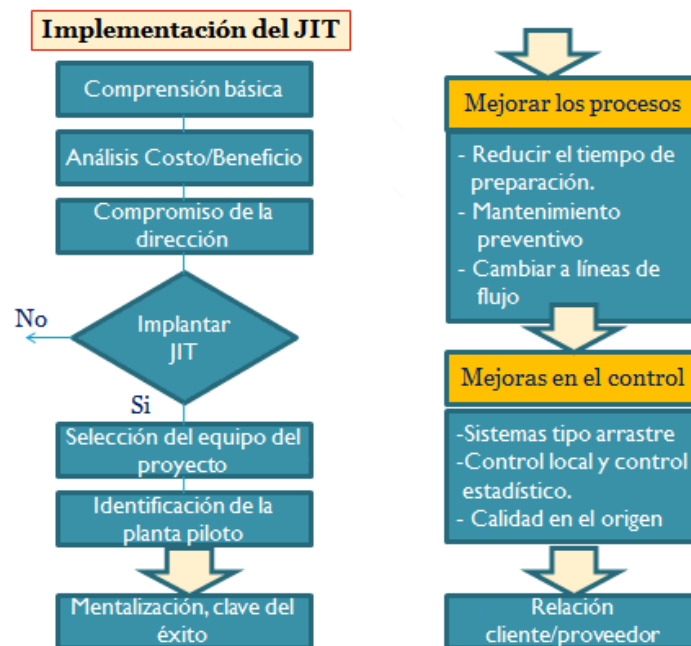 Implementación del JIT
Comprensión básica
Análisis Costo/Beneficio
Compromiso de la
dirección
No
Implantar
JIT
Si
Selección del equipo del
proyecto
Identificación de la
planta piloto
Mentalización, clave del
éxito
Mejorar los procesos
- Reducir el tiempo de
preparación.
- Mantenimiento
preventivo
- Cambiar a líneas de
flujo
Mejoras en el control
-Sistemas tipo arrastre
-Control local y control
estadístico.
- Calidad en el origen
Relación
cliente/proveedor